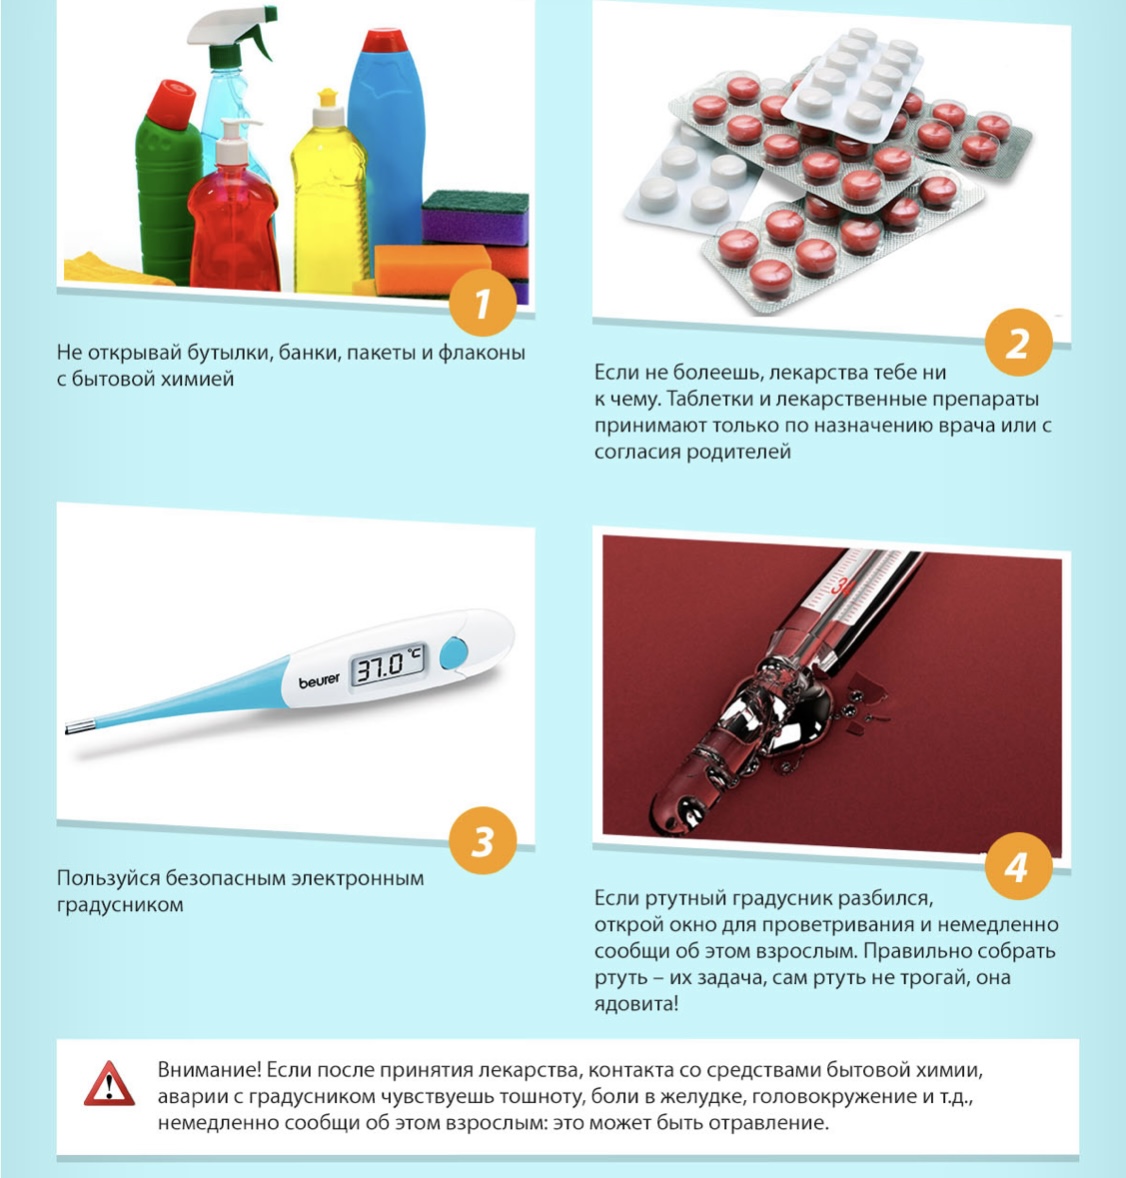 1
Не открывай бутылки, банки, пакеты и флаконы
с бытовой химией
2
Если не болеешь, лекарства тебе ни
к чему. Таблетки и лекарственные препараты
принимают только по назначению врача или с
согласия родителей
beurer
37.0 °C
3
Пользуйся безопасным электронным
градусником
34
4
Если ртутный градусник разбился,
открой окно для проветривания и немедленно
сообщи об этом взрослым. Правильно собрать
ртуть – их задача, сам ртуть не трогай, она
ядовита!
Внимание! Если после принятия лекарства, контакта со средствами бытовой химии,
аварии с градусником чувствуешь тошноту, боли в желудке, головокружение и т.д.,
немедленно сообщи об этом взрослым: это может быть отравление.